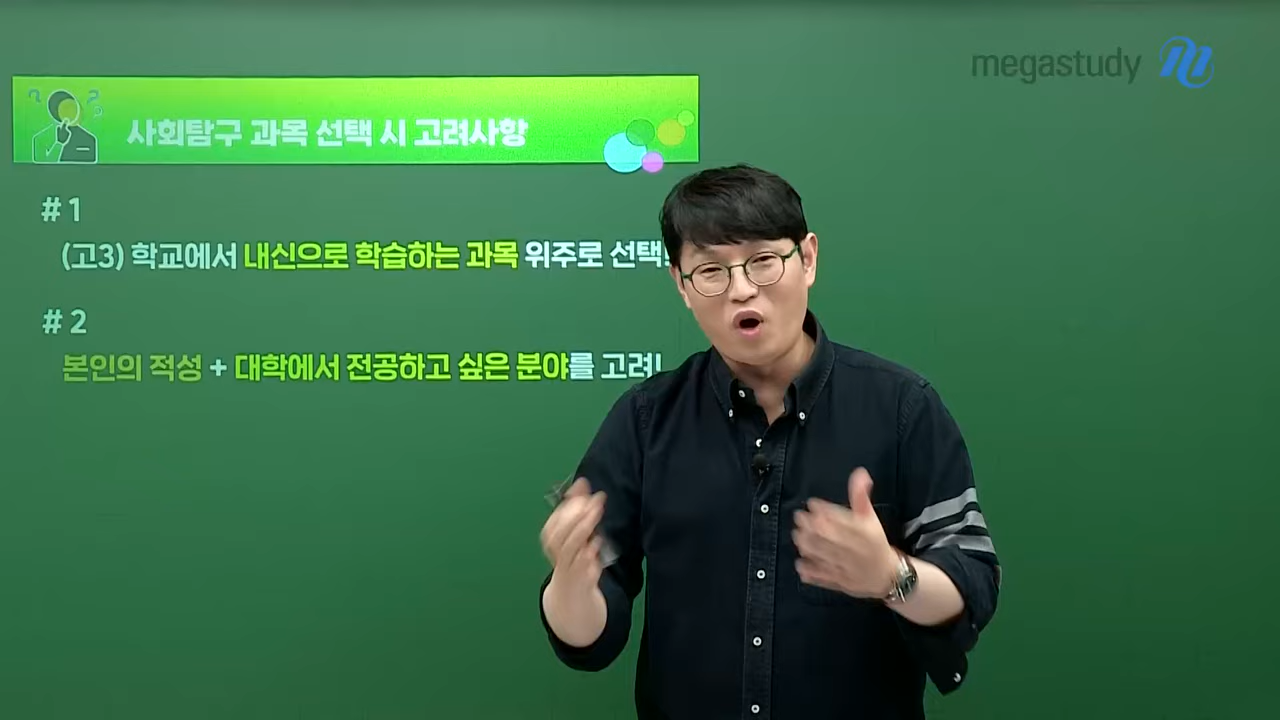 megastudy
사회탐구 과목 선택 시 고려사항
# 1
(고3) 학교에서 내신으로 학습하는 과목 위주로 선택
# 2
본인의 적성 + 대학에서 전공하고 싶은 분야를 고려!